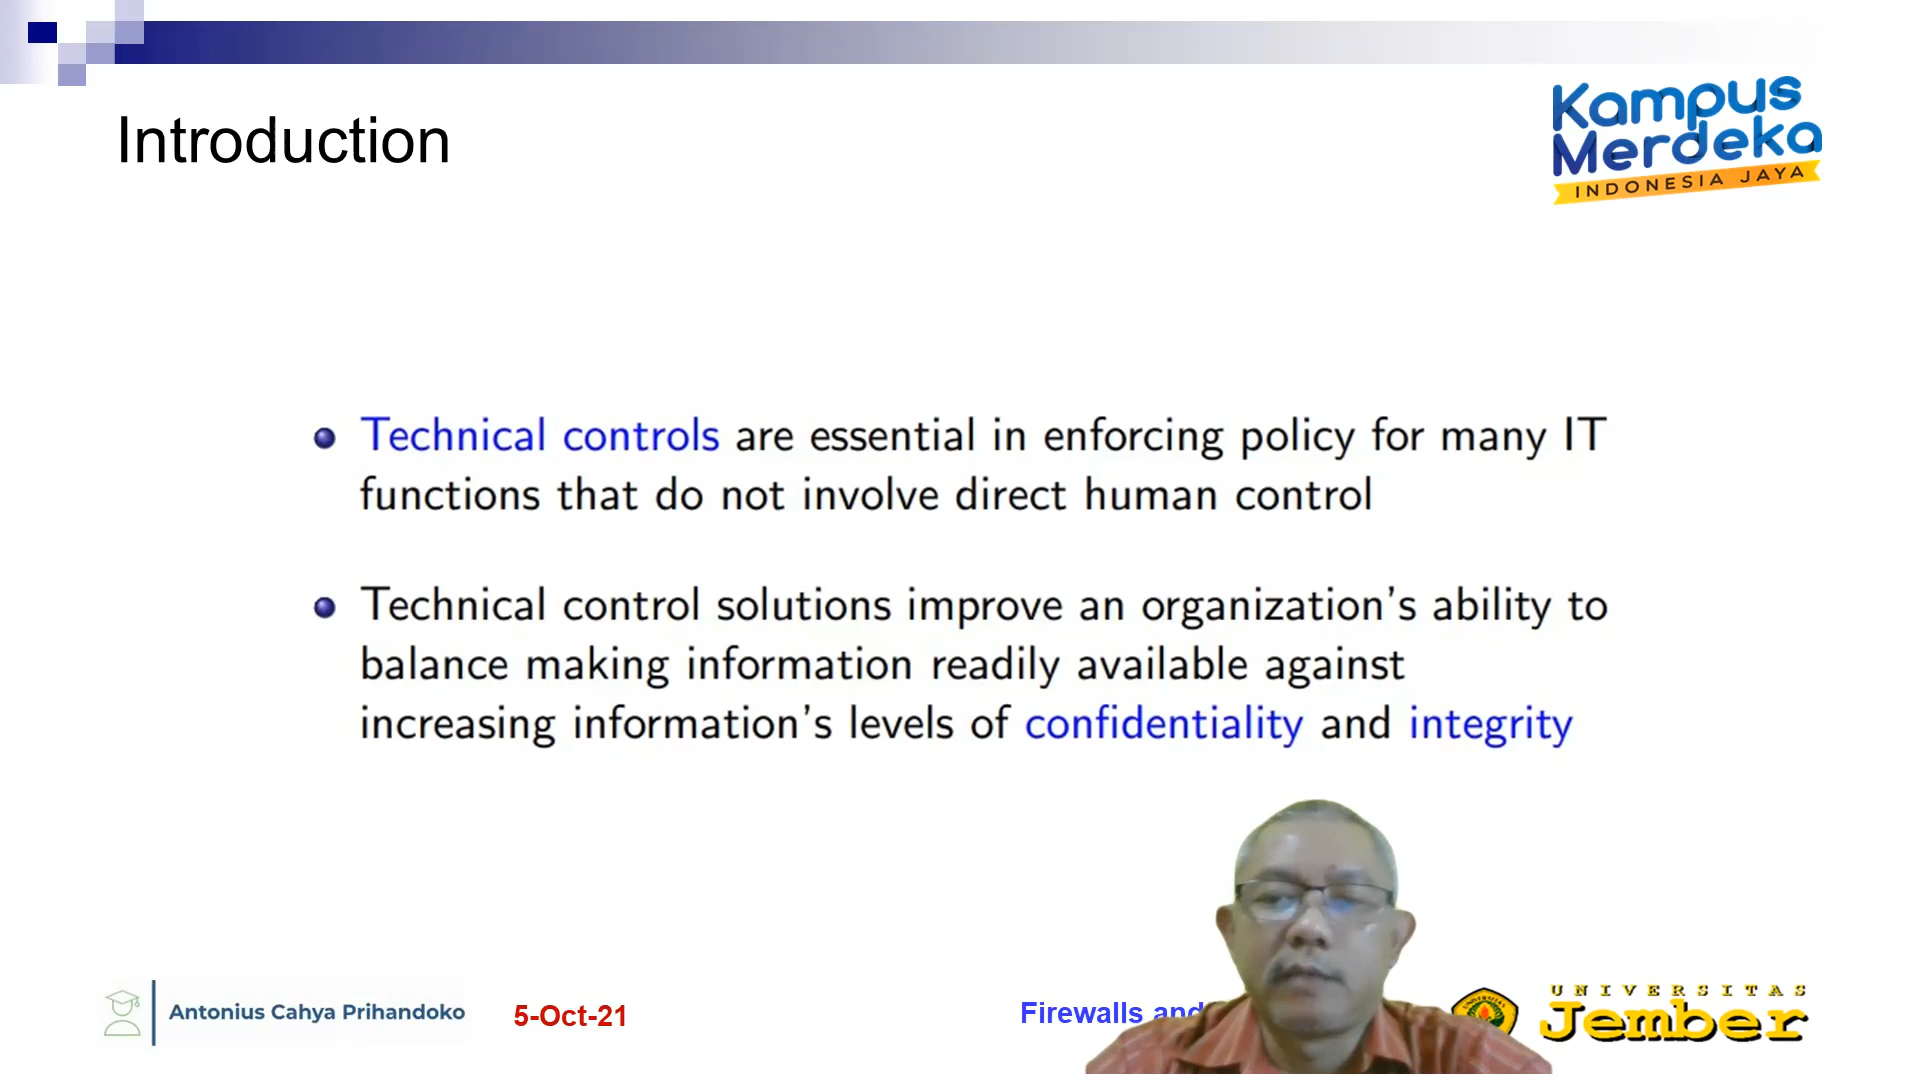 Kampus
Merdeka
INDONESIA JAYA
Introduction
Technical controls are essential in enforcing policy for many IT
functions that do not involve direct human control
Technical control solutions improve an organization's ability to
balance making information readily available against
increasing information's levels of confidentiality and integrity
Antonius Cahya Prihandoko
5-Oct-21
Firewalls and
UNIVERSITAS
Jember